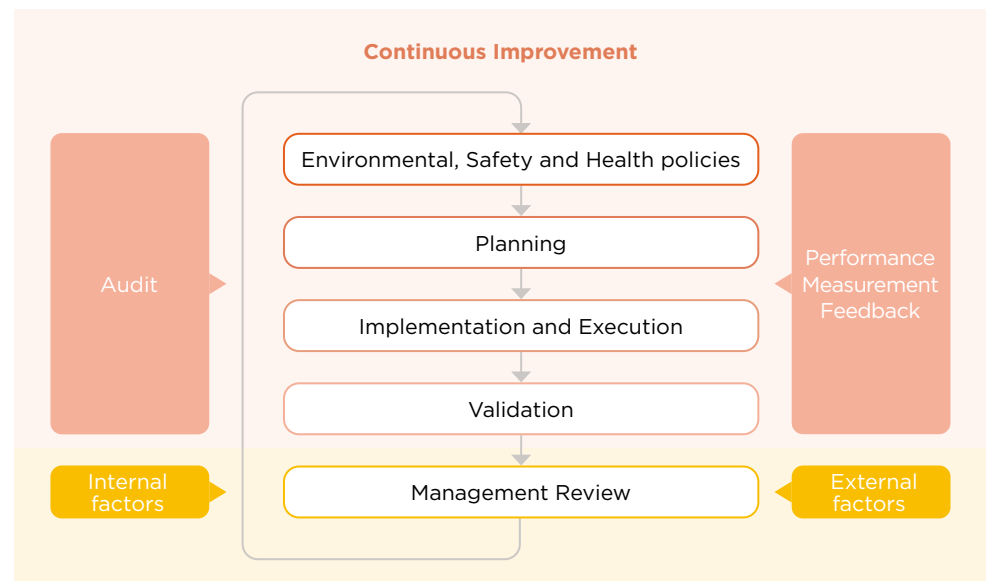 Continuous Improvement
Environmental, Safety and Health policies
Planning
Implementation and Execution
Validation
Management Review
Audit
Performance
Measurement
Feedback
Internal
factors
External
factors